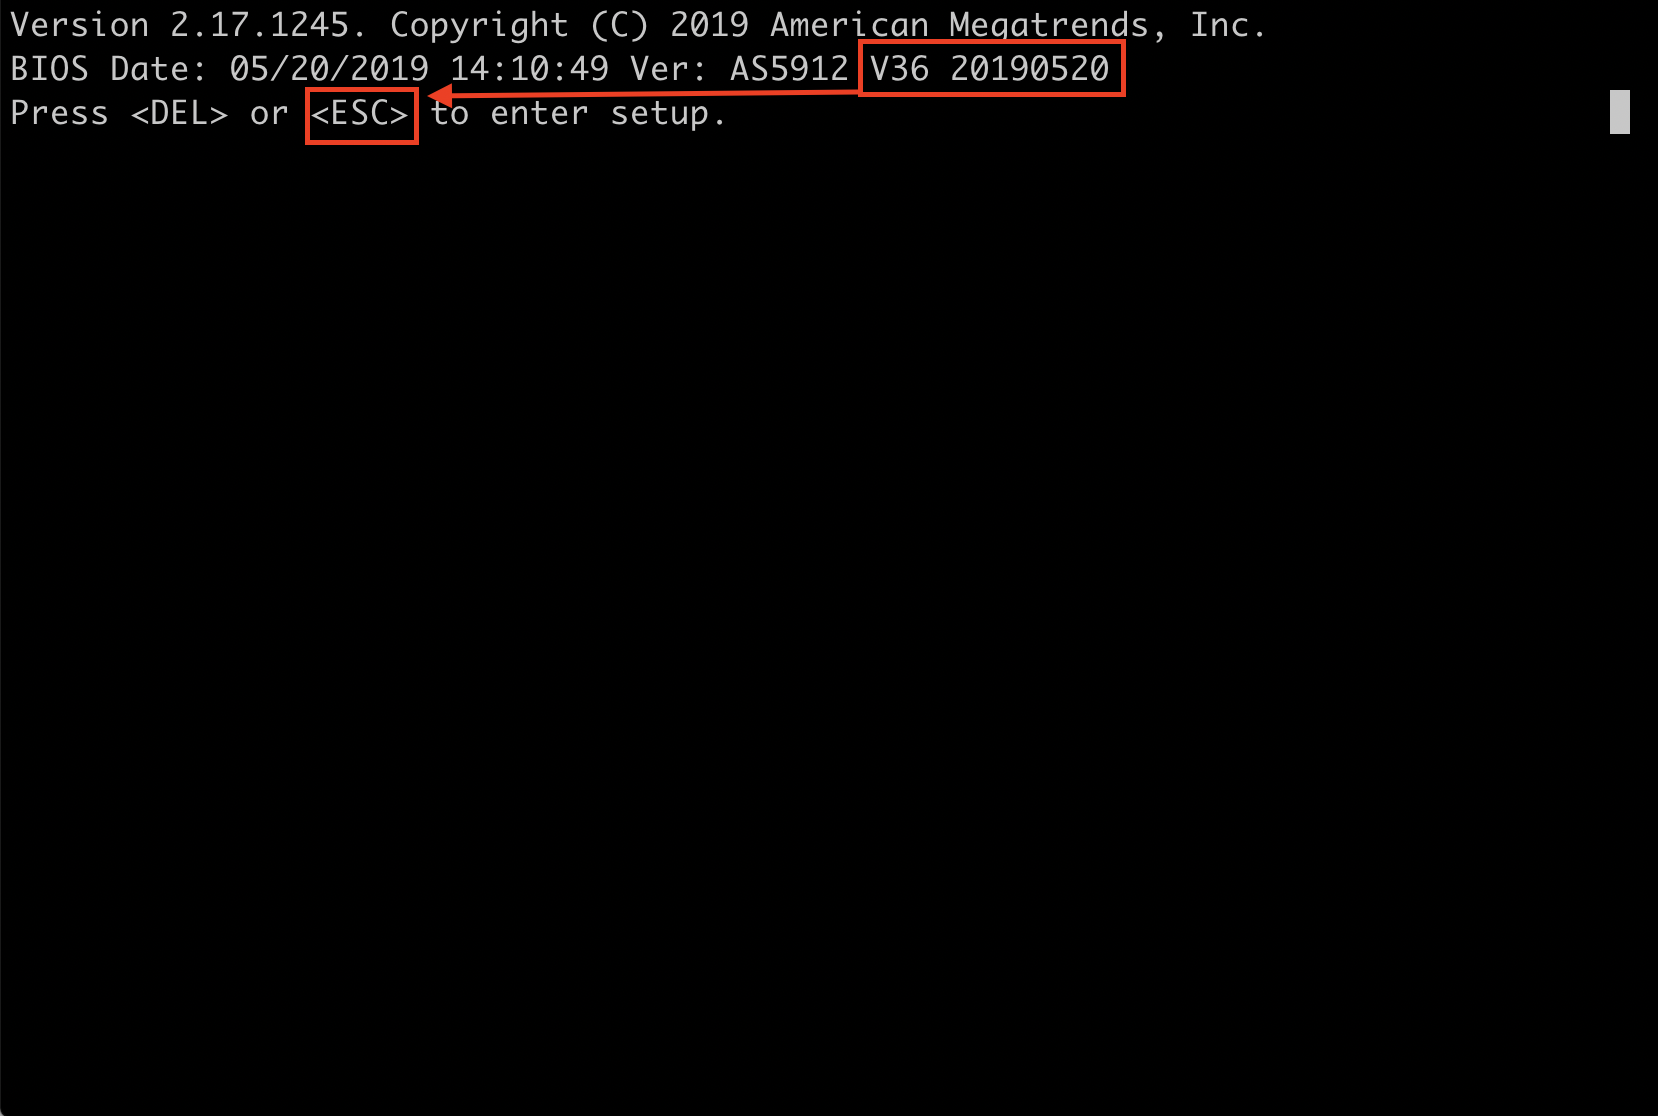 Version 2.17.1245. Copyright (C) 2019 American Megatrends, Inc.
BIOS Date: 05/20/2019 14:10:49 Ver: AS5912 V36 20190520
Press <DEL> or <ESC> to enter setup.